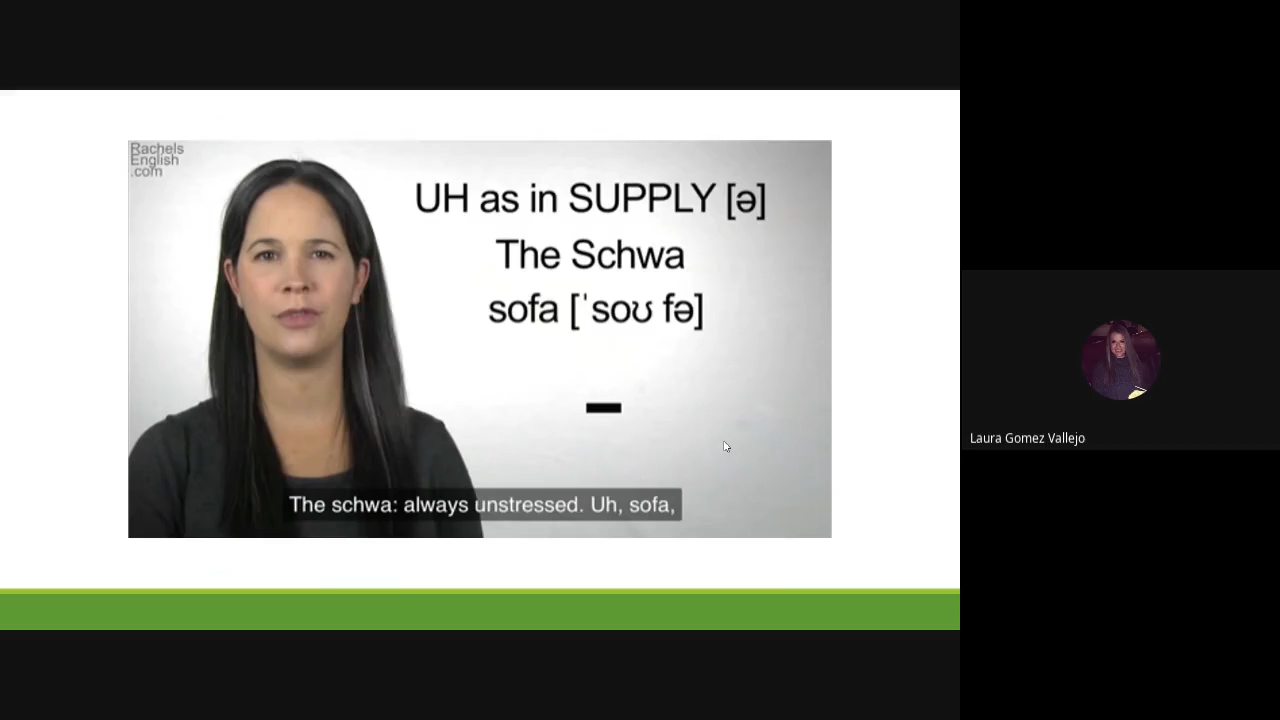 Rachels
English
.com
UH as in SUPPLY [ə]
The Schwa
sofa [ˈsoʊ fə]
The schwa: always unstressed. Uh, sofa,
Laura Gomez Vallejo